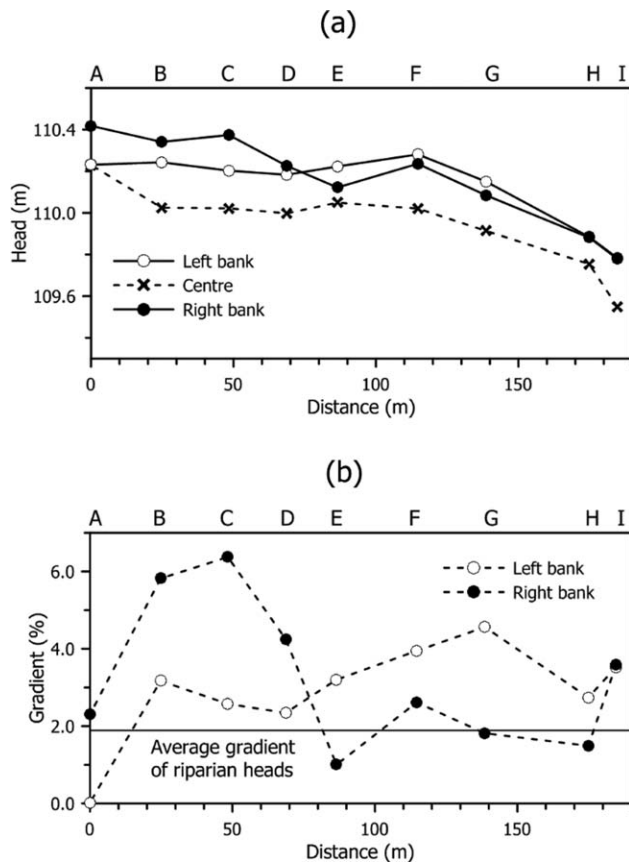 (a)
A B C D E F G H I
110.4
110.0
109.6
Head (m)
Left bank
Centre
Right bank
0 50 100 150
Distance (m)
(b)
A B C D E F G H I
6.0
4.0
2.0
0.0
Gradient (%)
Left bank
Right bank
Average gradient
of riparian heads
0 50 100 150
Distance (m)